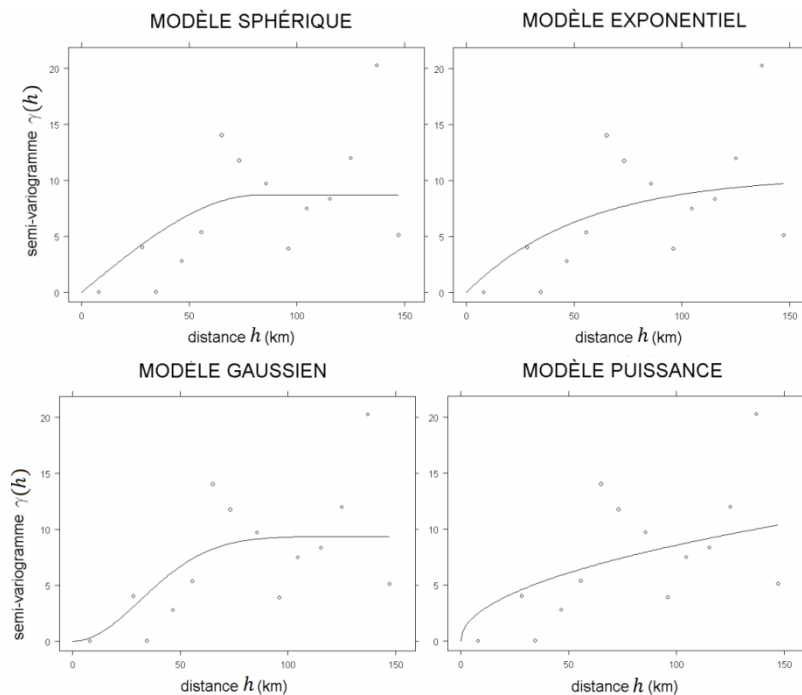 MODÈLE SPHÉRIQUE
semi-variogramme γ(h)
20
15
10
5
0
0 50 100 150
distance h (km)
MODÈLE EXPONENTIEL
20
15
10
5
0
0 50 100 150
distance h (km)
MODÈLE GAUSSIEN
semi-variogramme γ(h)
20
15
10
5
0
0 50 100 150
distance h (km)
MODÈLE PUISSANCE
20
15
10
5
0
0 50 100 150
distance h (km)